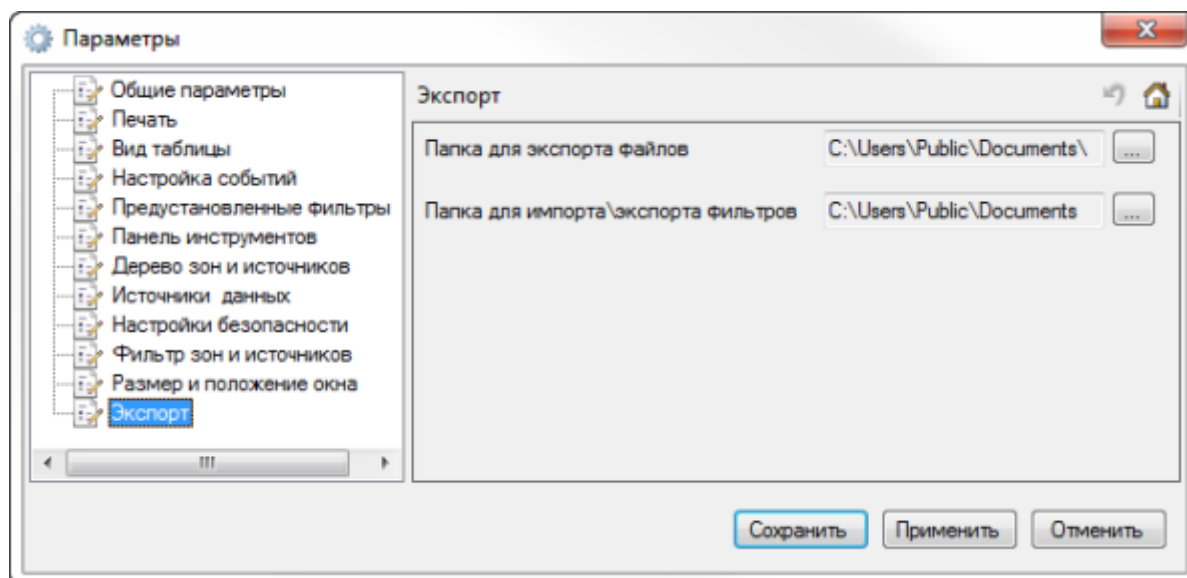 Параметры
Общие параметры
Печать
Вид таблицы
Настройка событий
Предустановленные фильтры
Панель инструментов
Дерево зон и источников
Источники  данных
Настройки безопасности
Фильтр зон и источников
Размер и положение окна
Экспорт
Экспорт
Папка для экспорта файлов
C:\Users\Public\Documents\
...
Папка для импорта\экспорта фильтров
C:\Users\Public\Documents
...
Сохранить
Применить
Отменить